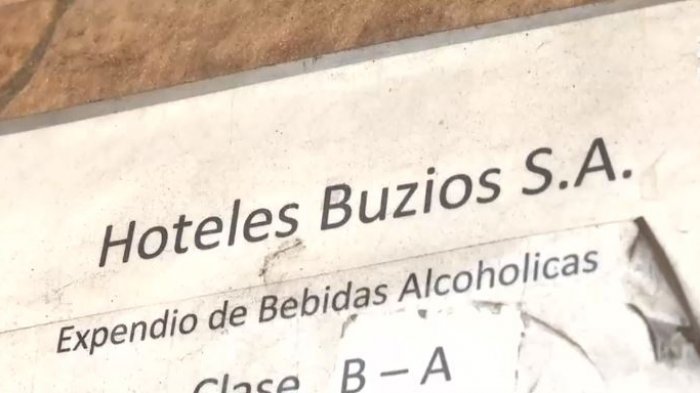 Hoteles Buzios S.A.
Expendio de Bebidas Alcoholicas
Clase B – A